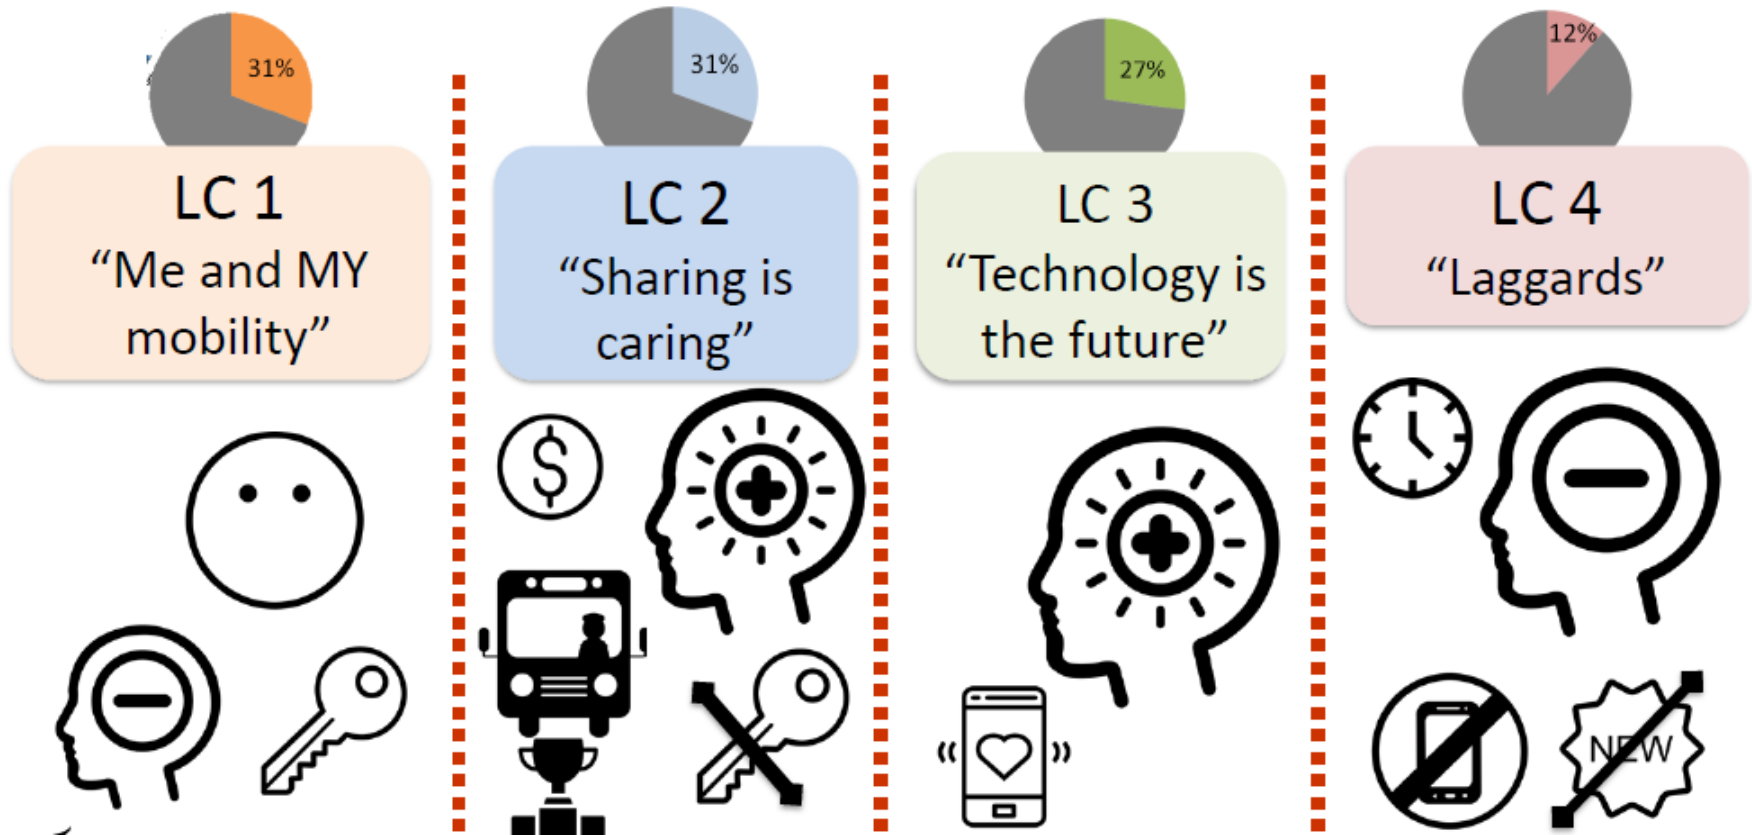 31%
LC 1
“Me and MY
mobility”
31%
LC 2
“Sharing is
caring”
$
27%
LC 3
“Technology is
the future”
12%
LC 4
“Laggards”
NEW